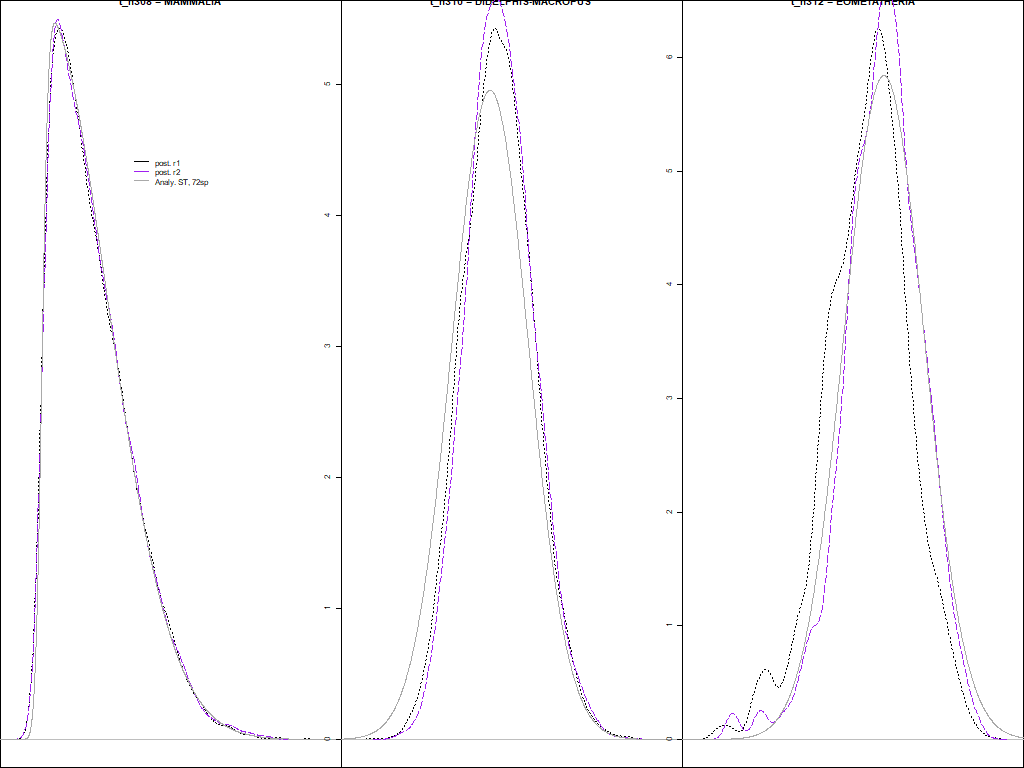 t_n308 = MAMMALIA
t_n310 = DIDELPHIS-MACROPUS
t_n312 = EOMETATHERIA
post. r1
post. r2
Analy. ST. 72sp
5
4
3
2
1
0
6
5
4
3
2
1
0